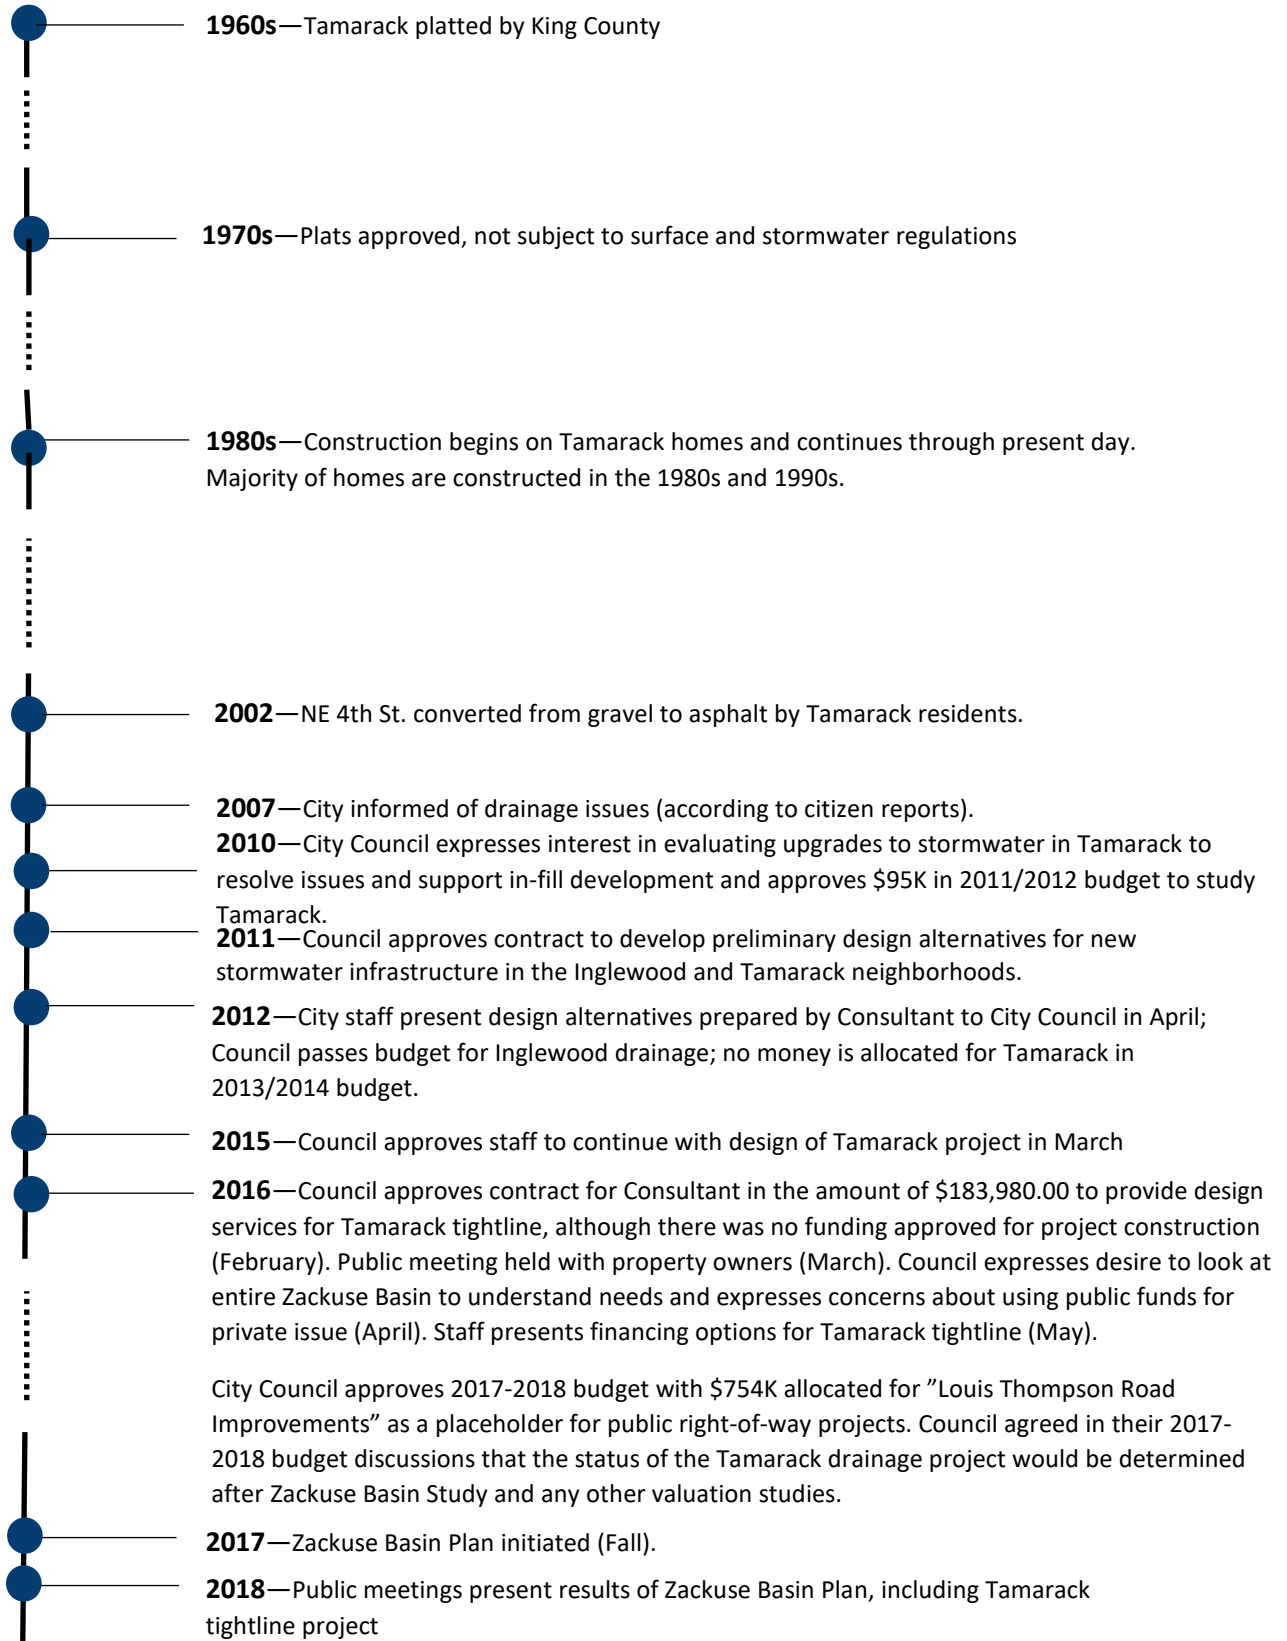 1960s—Tamarack platted by King County
1970s—Plats approved, not subject to surface and stormwater regulations
1980s—Construction begins on Tamarack homes and continues through present day.
Majority of homes are constructed in the 1980s and 1990s.
2002—NE 4th St. converted from gravel to asphalt by Tamarack residents.
2007—City informed of drainage issues (according to citizen reports).
2010—City Council expresses interest in evaluating upgrades to stormwater in Tamarack to
resolve issues and support in-fill development and approves $95K in 2011/2012 budget to study
Tamarack.
2011—Council approves contract to develop preliminary design alternatives for new
stormwater infrastructure in the Inglewood and Tamarack neighborhoods.
2012—City staff present design alternatives prepared by Consultant to City Council in April;
Council passes budget for Inglewood drainage; no money is allocated for Tamarack in
2013/2014 budget.
2015—Council approves staff to continue with design of Tamarack project in March
2016—Council approves contract for Consultant in the amount of $183,980.00 to provide design
services for Tamarack tightline, although there was no funding approved for project construction
(February). Public meeting held with property owners (March). Council expresses desire to look at
entire Zackuse Basin to understand needs and expresses concerns about using public funds for
private issue (April). Staff presents financing options for Tamarack tightline (May).
City Council approves 2017-2018 budget with $754K allocated for ”Louis Thompson Road
Improvements” as a placeholder for public right-of-way projects. Council agreed in their 2017-
2018 budget discussions that the status of the Tamarack drainage project would be determined
after Zackuse Basin Study and any other valuation studies.
2017—Zackuse Basin Plan initiated (Fall).
2018—Public meetings present results of Zackuse Basin Plan, including Tamarack
tightline project